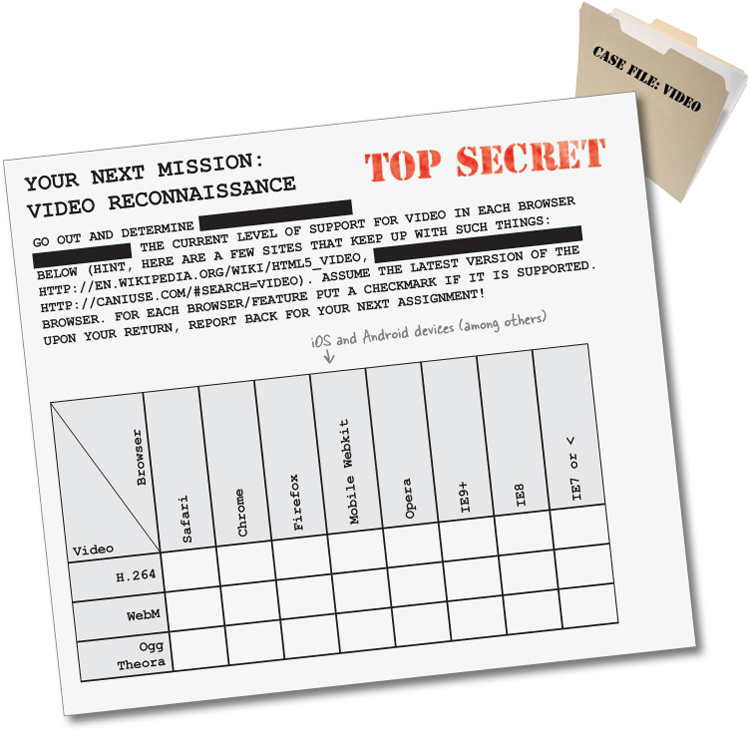 CASE FILE: VIDEO
YOUR NEXT MISSION:
VIDEO RECONNAISSANCE
TOP SECRET
GO OUT AND DETERMINE
THE CURRENT LEVEL OF SUPPORT FOR VIDEO IN EACH BROWSER
BELOW (HINT, HERE ARE A FEW SITES THAT KEEP UP WITH SUCH THINGS:
HTTP://EN.WIKIPEDIA.ORG/WIKI/HTML5_VIDEO,
HTTP://CANIUSE.COM/#SEARCH=VIDEO). ASSUME THE LATEST VERSION OF THE
BROWSER. FOR EACH BROWSER/FEATURE PUT A CHECKMARK IF IT IS SUPPORTED.
UPON YOUR RETURN, REPORT BACK FOR YOUR NEXT ASSIGNMENT!
iOS and Android devices (among others)
Browser
Video
Safari
Chrome
Firefox
Mobile Webkit
Opera
IE9+
IE8
IE7 or <
H.264
WebM
Ogg
Theora